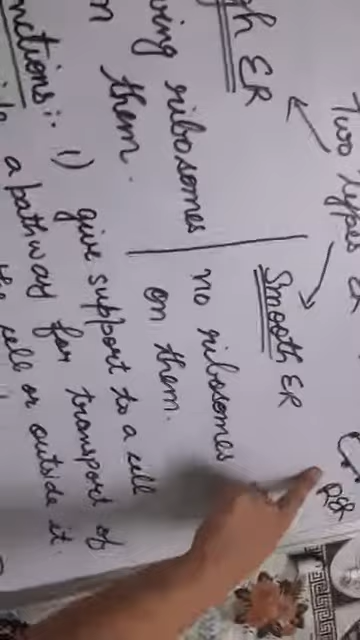 Two types
gh ER
Smooth ER
ving ribosomes
them.
no ribosomes
on them.
nctions:- 1) give support to a cell
a pathway for transport of
cell or outside it.